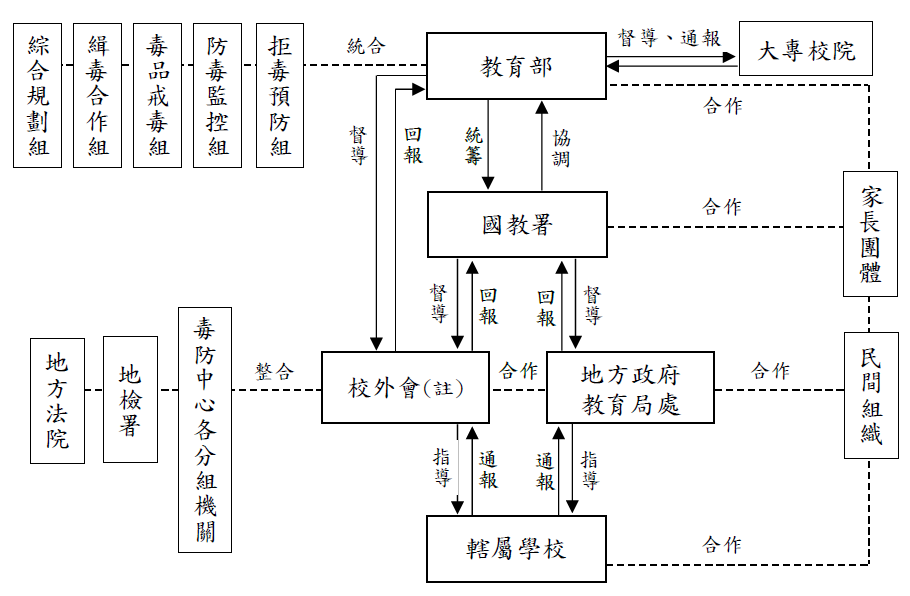 綜合規劃組
緝毒合作組
毒品戒毒組
防毒監控組
拒毒預防組
統合
教育部
督導、通報
大專校院
合作
督導
回報
統籌
協調
國教署
合作
家長團體
督導
回報
回報
督導
地方法院
地檢署
毒防中心各分組機關
整合
校外會(註)
合作
地方政府
教育局處
合作
民間組織
指導
通報
通報
指導
轄屬學校
合作